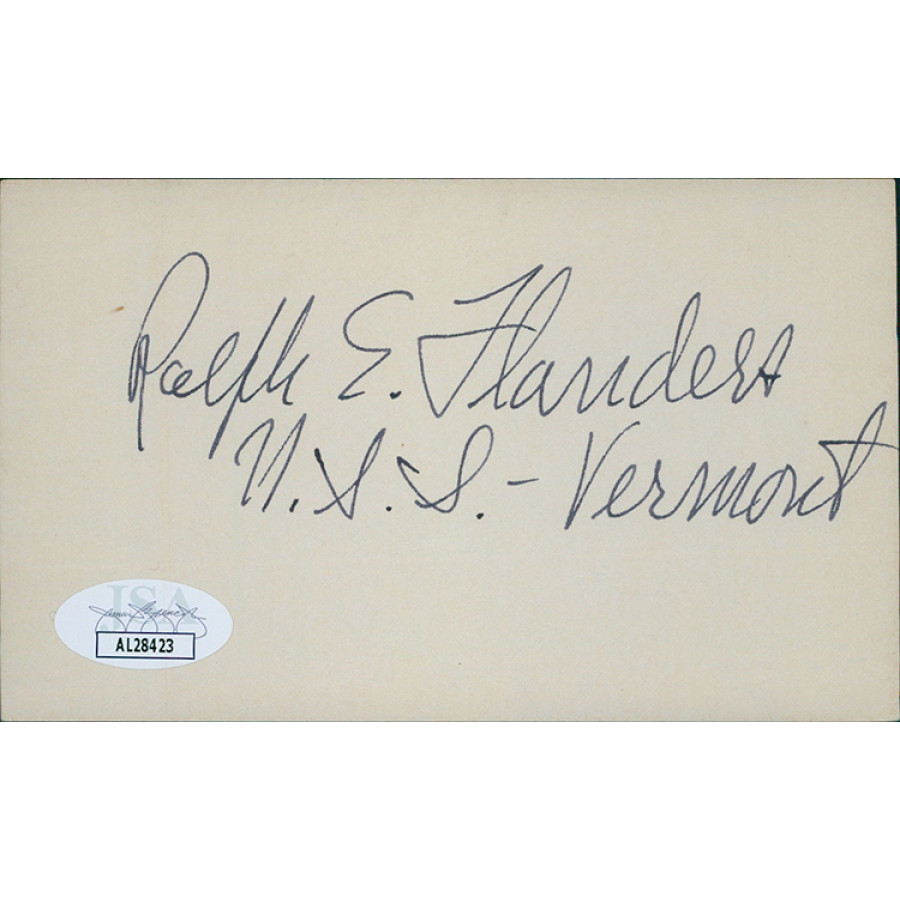 Ralph E. Flanders
U.S.S. - Vermont
JSA
AL28423